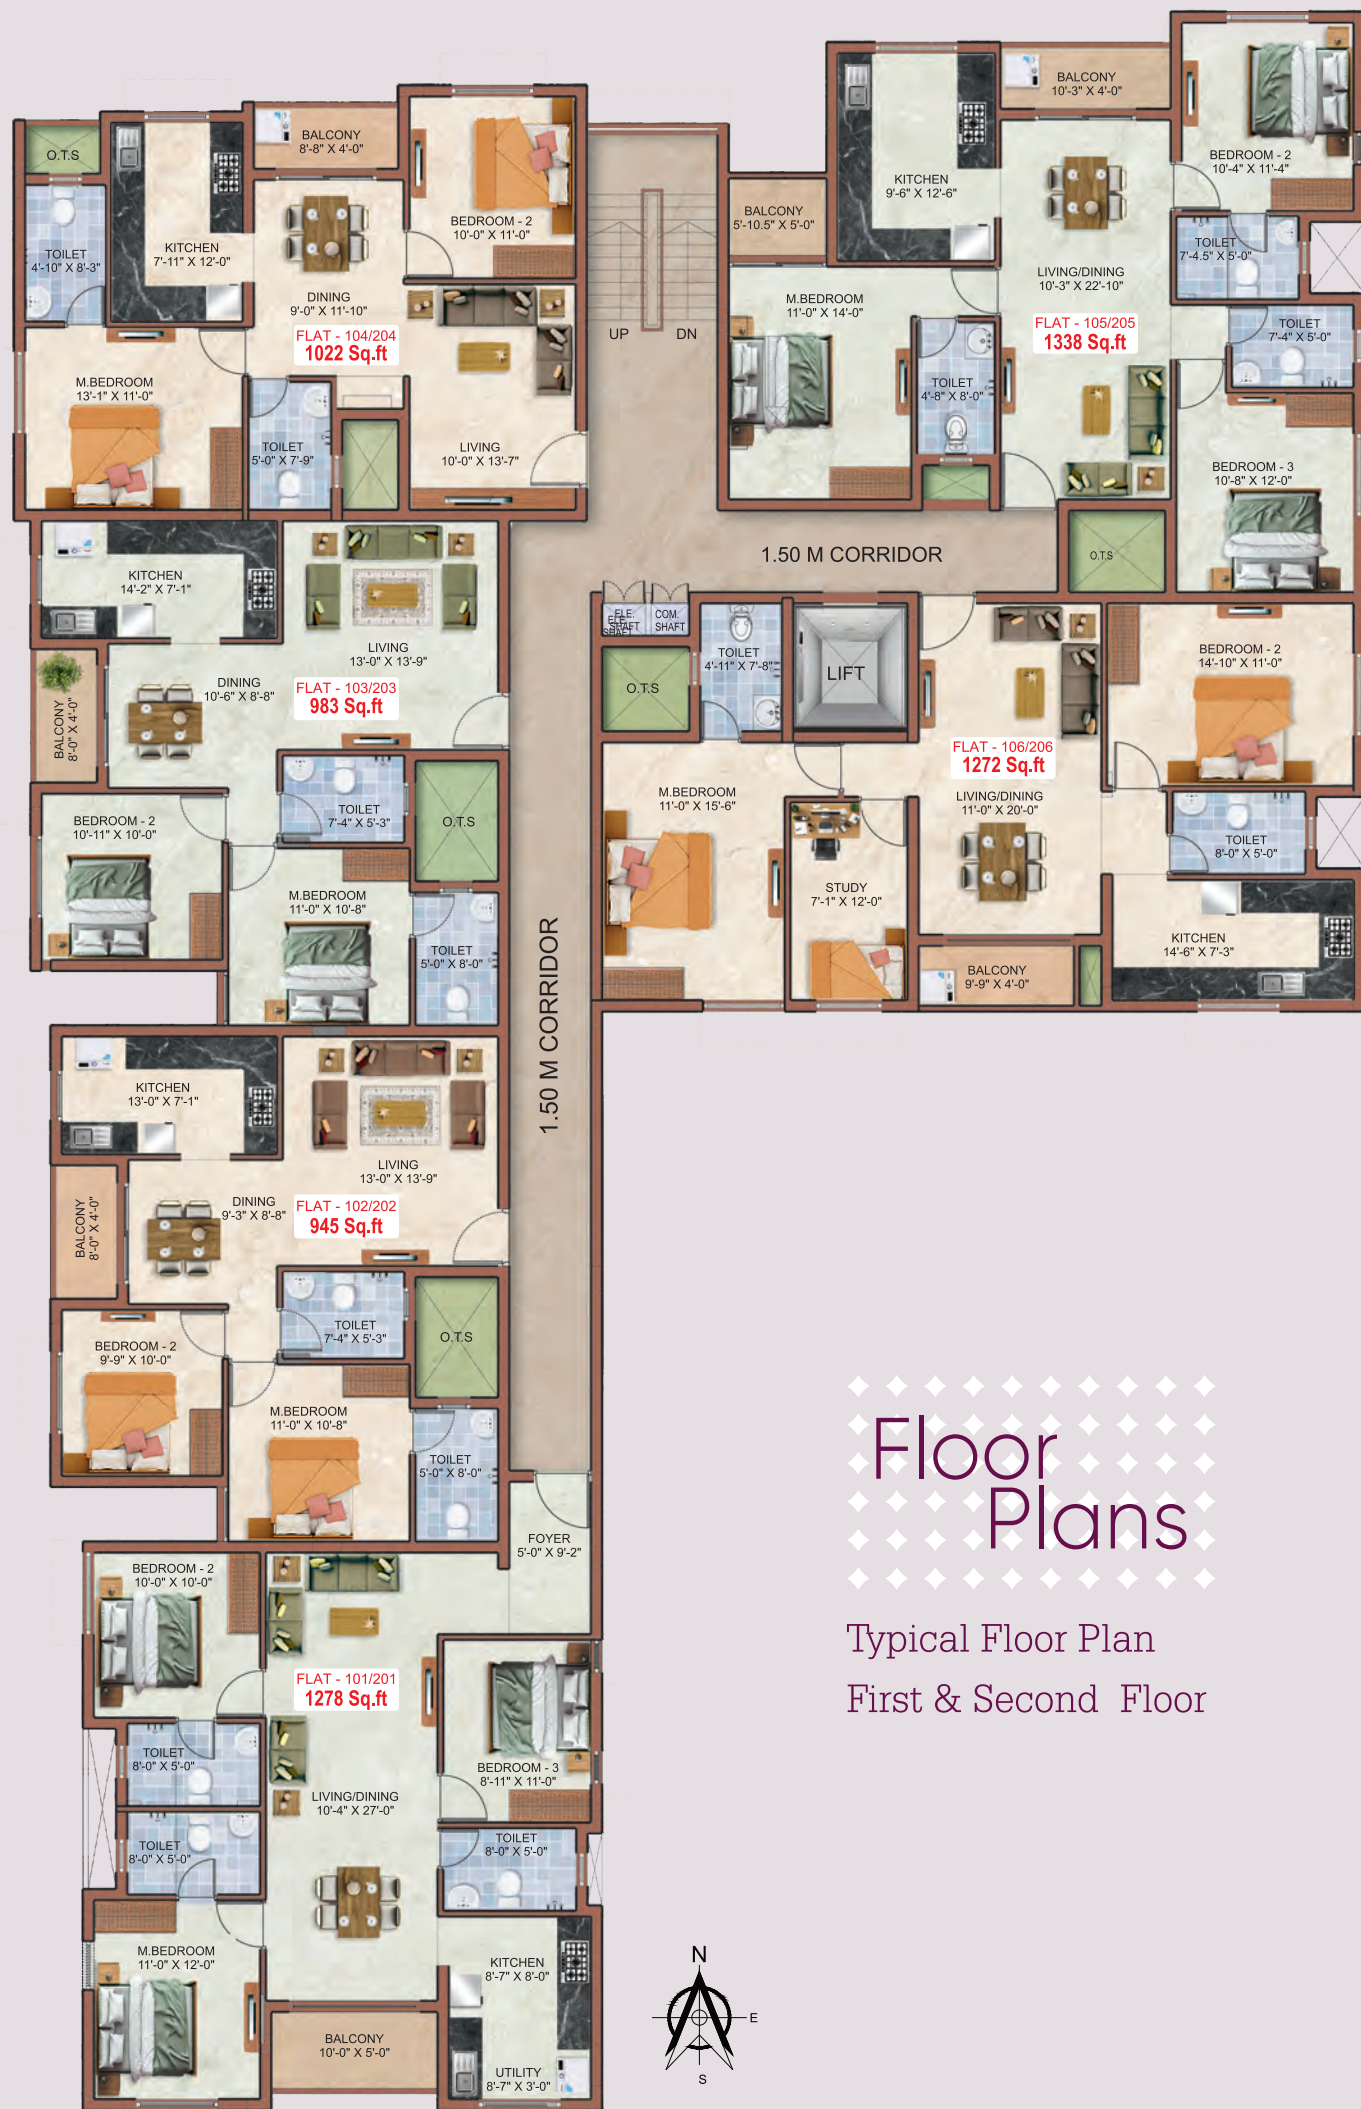 O.T.S
TOILET
4'-10" X 8'-3"
KITCHEN
7'-11" X 12'-0"
BALCONY
8'-8" X 4'-0"
BEDROOM - 2
10'-0" X 11'-0"
DINING
9'-0" X 11'-10"
FLAT - 104/204
1022 Sq.ft
M.BEDROOM
13'-1" X 11'-0"
TOILET
5'-0" X 7'-9"
LIVING
10'-0" X 13'-7"
UP
DN
BALCONY
5'-10.5" X 5'-0"
KITCHEN
9'-6" X 12'-6"
BALCONY
10'-3" X 4'-0"
BEDROOM - 2
10'-4" X 11'-4"
TOILET
7'-4.5" X 5'-0"
LIVING/DINING
10'-3" X 22'-10"
FLAT - 105/205
1338 Sq.ft
M.BEDROOM
11'-0" X 14'-0"
TOILET
4'-8" X 8'-0"
TOILET
7'-4" X 5'-0"
BEDROOM - 3
10'-8" X 12'-0"
O.T.S
1.50 M CORRIDOR
KITCHEN
14'-2" X 7'-1"
LIVING
13'-0" X 13'-9"
DINING
10'-6" X 8'-8"
FLAT - 103/203
983 Sq.ft
BALCONY
8'-0" X 4'-0"
TOILET
7'-4" X 5'-3"
O.T.S
BEDROOM - 2
10'-11" X 10'-0"
M.BEDROOM
11'-0" X 10'-8"
TOILET
5'-0" X 8'-0"
ELE.
SHAFT
ELE.
SHAFT
COM.
SHAFT
O.T.S
TOILET
4'-11" X 7'-8"
LIFT
BEDROOM - 2
14'-10" X 11'-0"
FLAT - 106/206
1272 Sq.ft
LIVING/DINING
11'-0" X 20'-0"
M.BEDROOM
11'-0" X 15'-6"
STUDY
7'-1" X 12'-0"
TOILET
8'-0" X 5'-0"
KITCHEN
14'-6" X 7'-3"
BALCONY
9'-9" X 4'-0"
1.50 M CORRIDOR
KITCHEN
13'-0" X 7'-1"
LIVING
13'-0" X 13'-9"
DINING
9'-3" X 8'-8"
FLAT - 102/202
945 Sq.ft
BALCONY
8'-0" X 4'-0"
TOILET
7'-4" X 5'-3"
O.T.S
BEDROOM - 2
9'-9" X 10'-0"
M.BEDROOM
11'-0" X 10'-8"
TOILET
5'-0" X 8'-0"
FOYER
5'-0" X 9'-2"
BEDROOM - 2
10'-0" X 10'-0"
FLAT - 101/201
1278 Sq.ft
TOILET
8'-0" X 5'-0"
BEDROOM - 3
8'-11" X 11'-0"
LIVING/DINING
10'-4" X 27'-0"
TOILET
8'-0" X 5'-0"
TOILET
8'-0" X 5'-0"
M.BEDROOM
11'-0" X 12'-0"
KITCHEN
8'-7" X 8'-0"
BALCONY
10'-0" X 5'-0"
UTILITY
8'-7" X 3'-0"
Floor
Plans
Typical Floor Plan
First & Second Floor
N
E
S